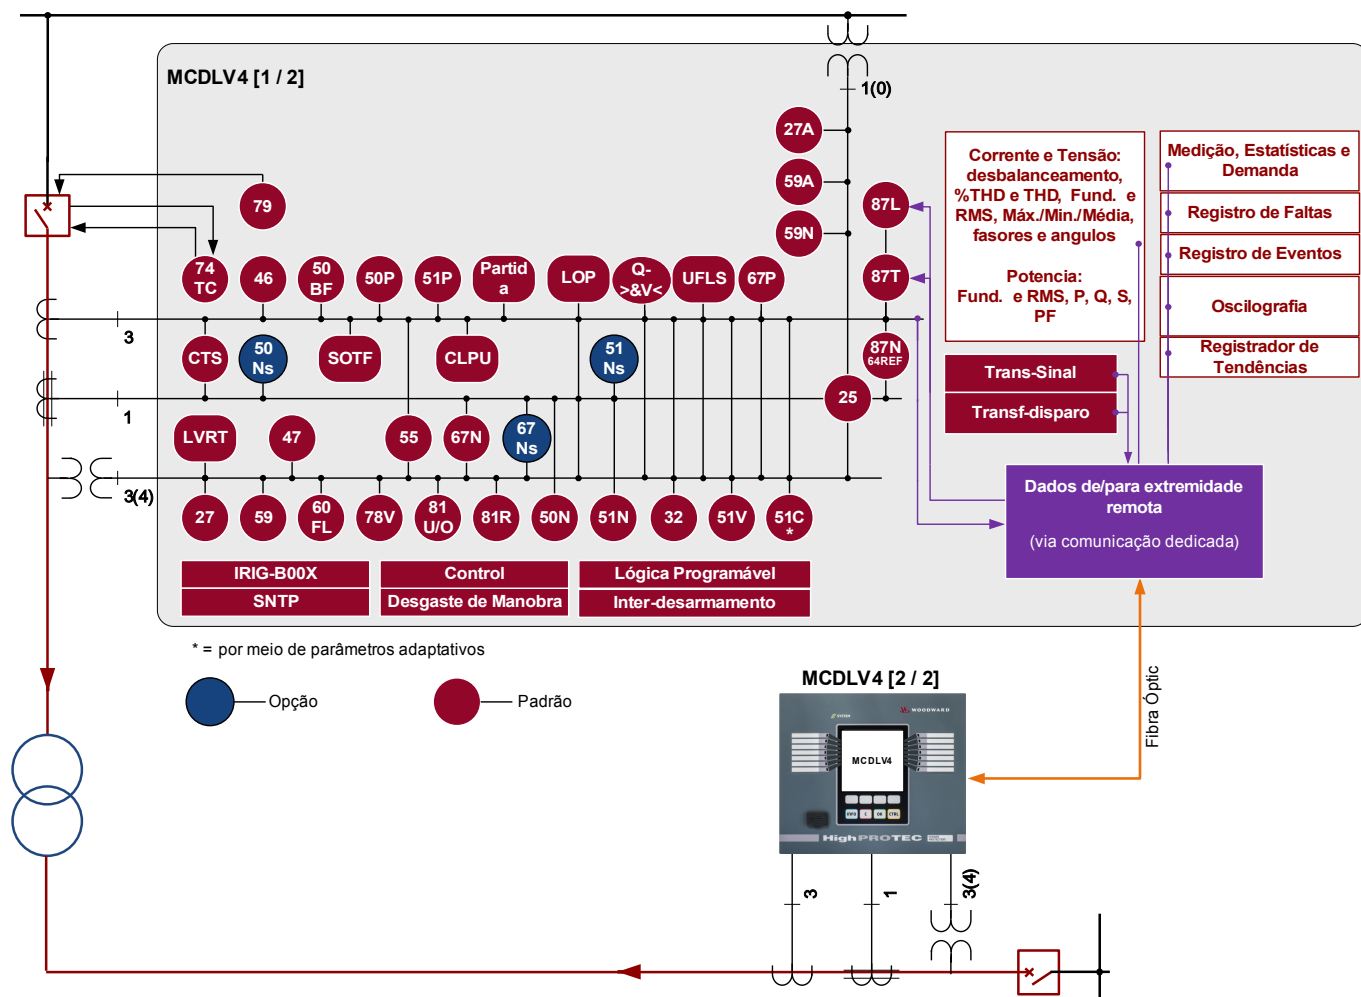 MCDLV4 [1 / 2]
1(0)
27A
59A
59N
79
87L
87T
74
TC
46
50
BF
50P
51P
Partid
a
LOP
Q-
>&V<
UFLS
67P
3
CTS
50
Ns
SOTF
CLPU
51
Ns
87N
64REF
1
25
LVRT
47
55
67N
67
Ns
3(4)
27
59
60
FL
78V
81
U/O
81R
50N
51N
32
51V
51C
*
IRIG-B00X
SNTP
Control
Desgaste de Manobra
Lógica Programável
Inter-desarmamento
Corrente e Tensão:
desbalanceamento,
%THD e THD, Fund. e
RMS, Máx./Min./Média,
fasores e angulos
Potencia:
Fund. e RMS, P, Q, S,
PF
Medição, Estatísticas e
Demanda
Registro de Faltas
Registro de Eventos
Oscilografia
Registrador de
Tendências
Trans-Sinal
Transf-disparo
Dados de/para extremidade
remota
(via comunicação dedicada)
* = por meio de parâmetros adaptativos
Opção
Padrão
Fibra Óptic
MCDLV4 [2 / 2]
SYSTEM
WOODWARD
MCDLV4
INFO
C
OK
CTRL
HighPROTEC
3
1
3(4)